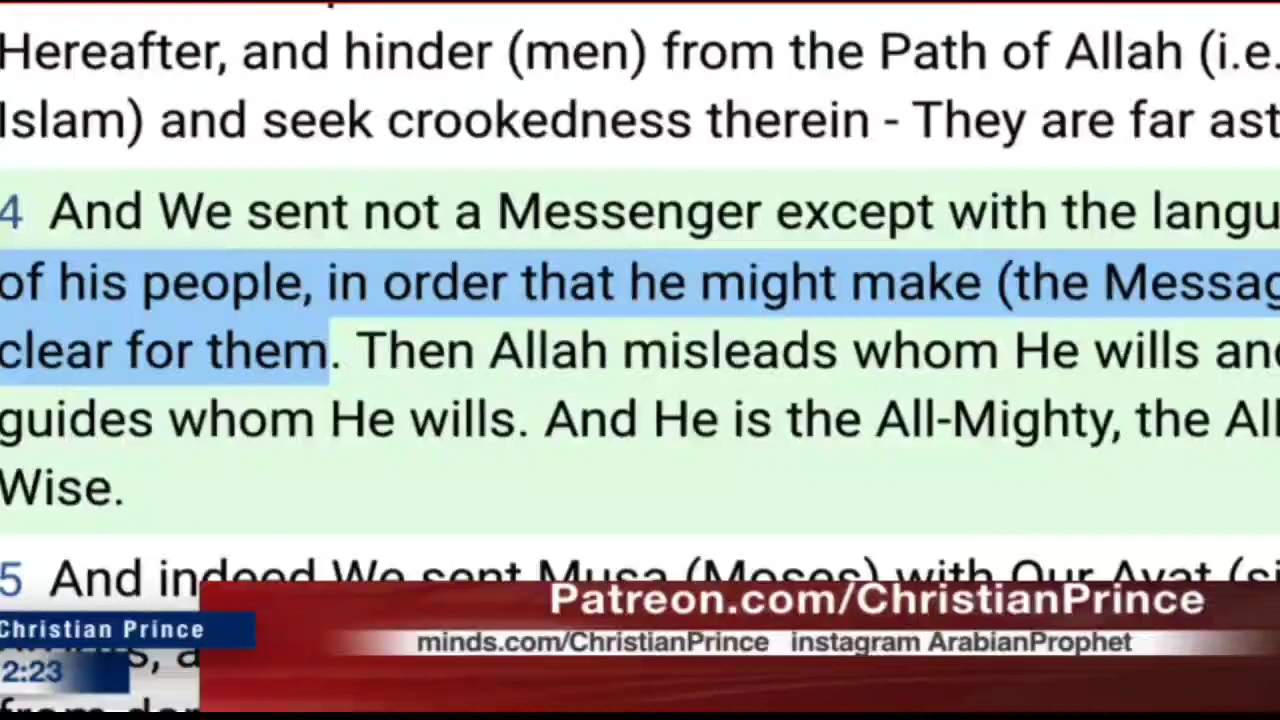 Hereafter, and hinder (men) from the Path of Allah (i.e.
Islam) and seek crookedness therein - They are far ast
4 And We sent not a Messenger except with the langu
of his people, in order that he might make (the Messag
clear for them. Then Allah misleads whom He wills and
guides whom He wills. And He is the All-Mighty, the All
Wise.
5 And indeed We sent Musa (Moses) with Our Ayat (si
Patreon.com/ChristianPrince
Christian Prince
minds.com/ChristianPrince instagram ArabianProphet
2:23